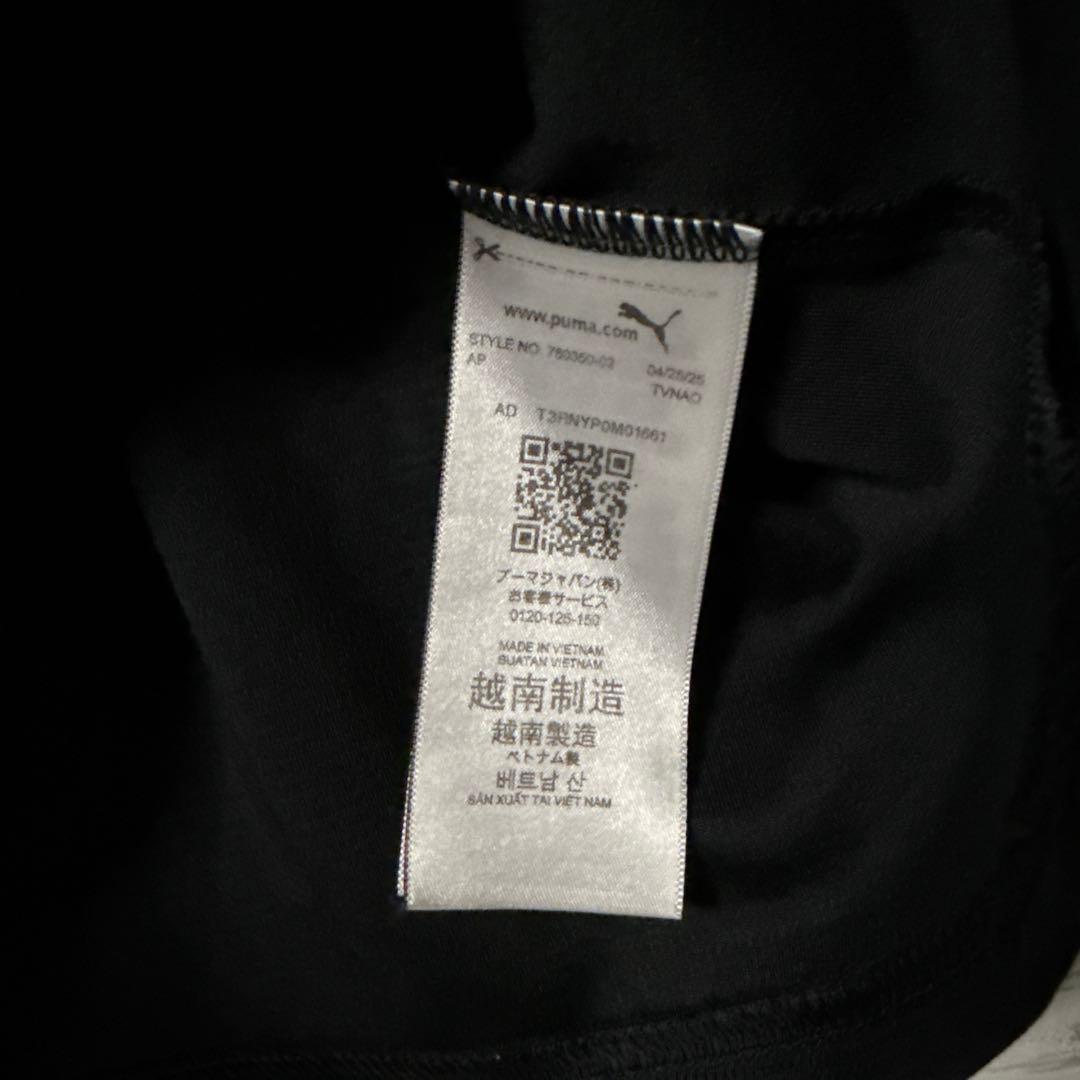 www.puma.com
STYLE NO: 780350-03 04/25/25
AP TVNAO
AD T3RNYP0M01661
プーマジャパン(株)
お客様サービス
0120-125-150
MADE IN VIETNAM
BUATAN VIETNAM
越南制造
越南製造
ベトナム製
베트남 산
SẢN XUẤT TẠI VIỆT NAM